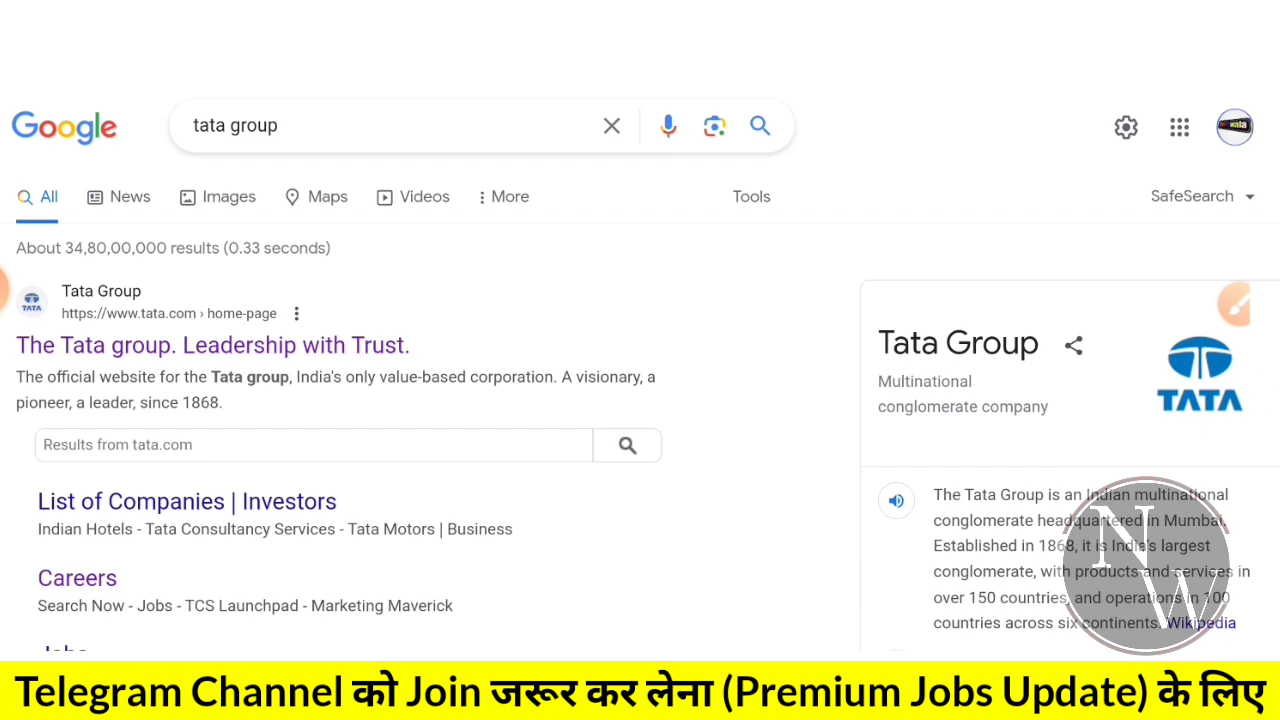 Google
tata group
wala
All News Images Maps Videos More Tools SafeSearch
About 34,80,00,000 results (0.33 seconds)
Tata Group
https://www.tata.com › home-page
TATA
The Tata group. Leadership with Trust.
The official website for the Tata group, India's only value-based corporation. A visionary, a
pioneer, a leader, since 1868.
Results from tata.com
List of Companies | Investors
Indian Hotels - Tata Consultancy Services - Tata Motors | Business
Careers
Search Now - Jobs - TCS Launchpad - Marketing Maverick
Jobs
Tata Group
Multinational
conglomerate company
TATA
The Tata Group is an Indian multinational
conglomerate headquartered in Mumbai.
Established in 1868, it is India's largest
conglomerate, with products and services in
over 150 countries, and operations in 100
countries across six continents. Wikipedia
NW
Telegram Channel को Join जरूर कर लेना (Premium Jobs Update) के लिए